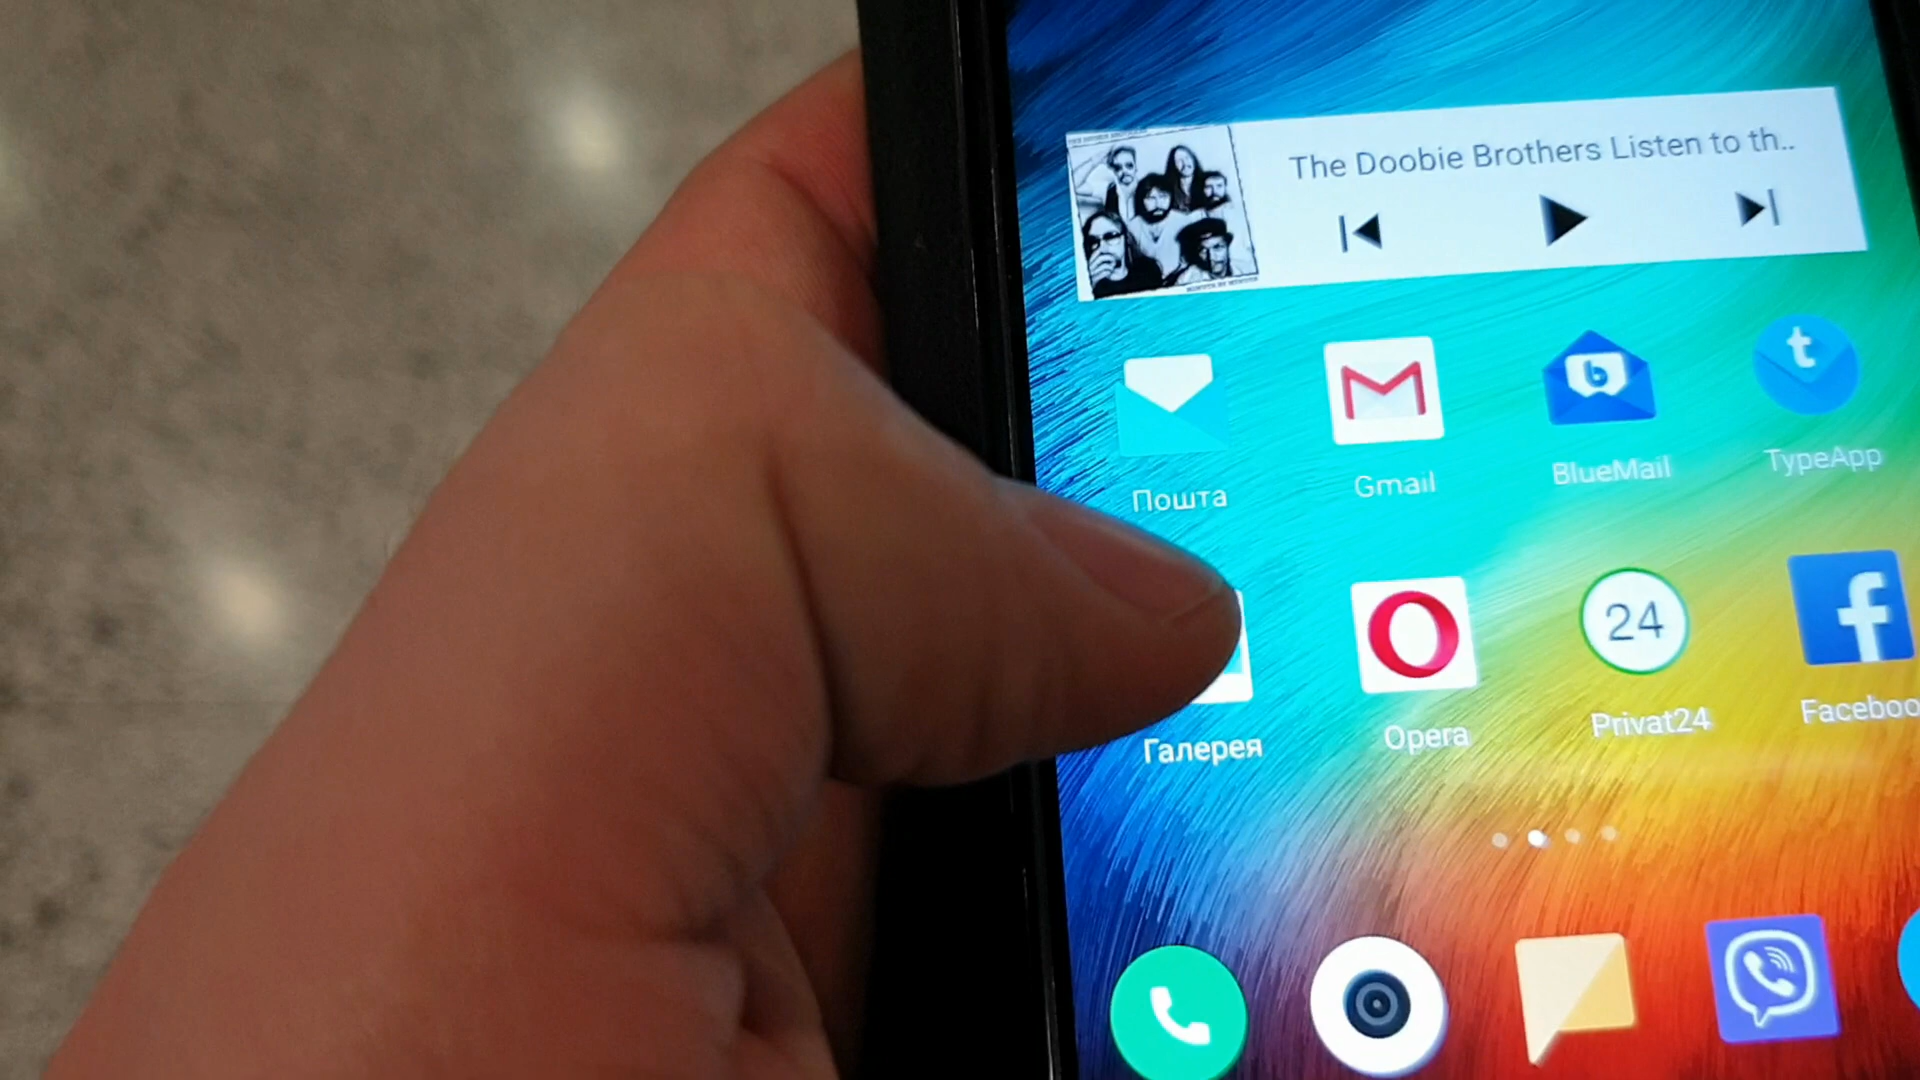 The Doobie Brothers Listen to th..
Пошта
Gmail
BlueMail
TypeApp
24
Галерея
Opera
Privat24
Faceboo